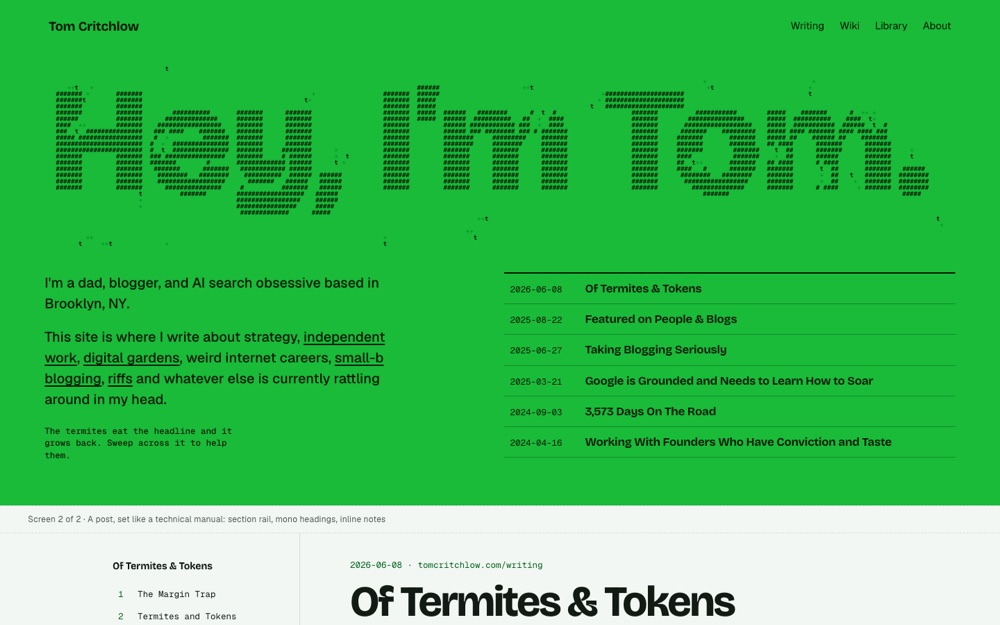 Tom Critchlow
Writing Wiki Library About
Hey, I'm Tom.
I'm a dad, blogger, and AI search obsessive based in
Brooklyn, NY.
This site is where I write about strategy, independent
work, digital gardens, weird internet careers, small-b
blogging, riffs and whatever else is currently rattling
around in my head.
The termites eat the headline and it
grows back. Sweep across it to help
them.
2026-06-08 Of Termites & Tokens
2025-08-22 Featured on People & Blogs
2025-06-27 Taking Blogging Seriously
2025-03-21 Google is Grounded and Needs to Learn How to Soar
2024-09-03 3,573 Days On The Road
2024-04-16 Working With Founders Who Have Conviction and Taste
Screen 2 of 2 · A post, set like a technical manual: section rail, mono headings, inline notes
Of Termites & Tokens
1 The Margin Trap
2 Termites and Tokens
2026-06-08 · tomcritchlow.com/writing
Of Termites & Tokens